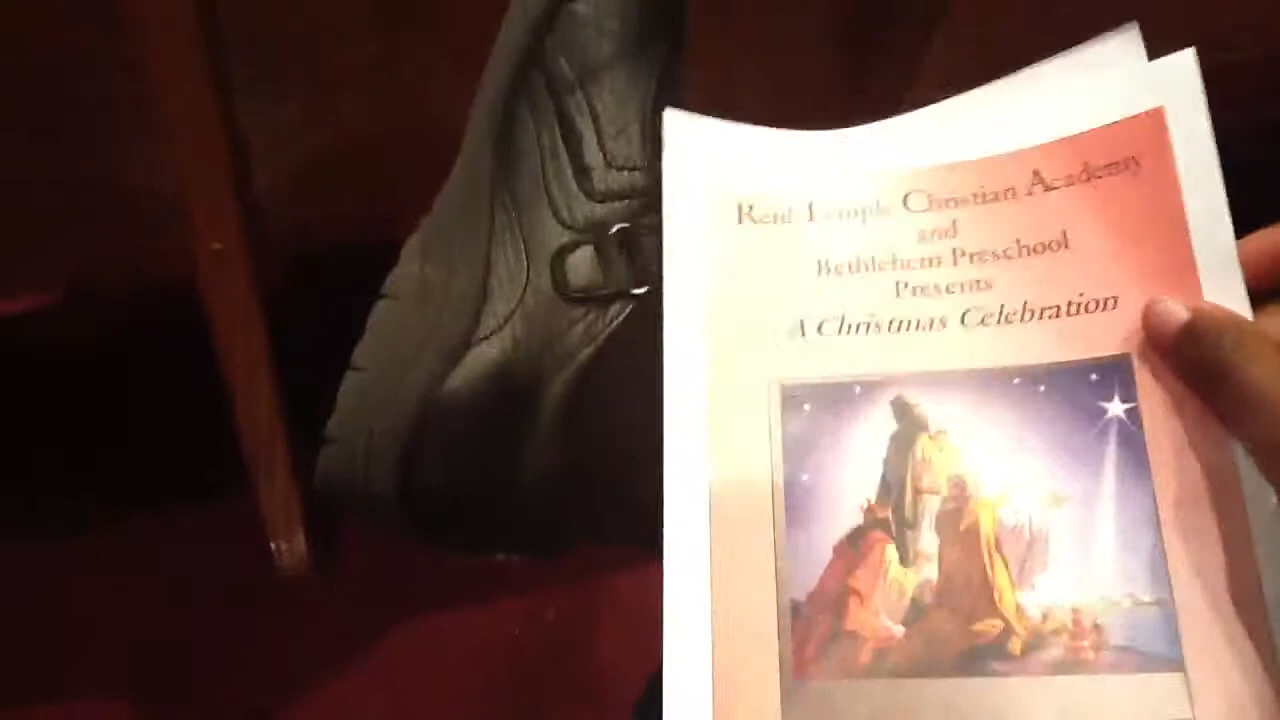 Christian Academy
and
Bethlehem Preschool
Presents
A Christmas Celebration